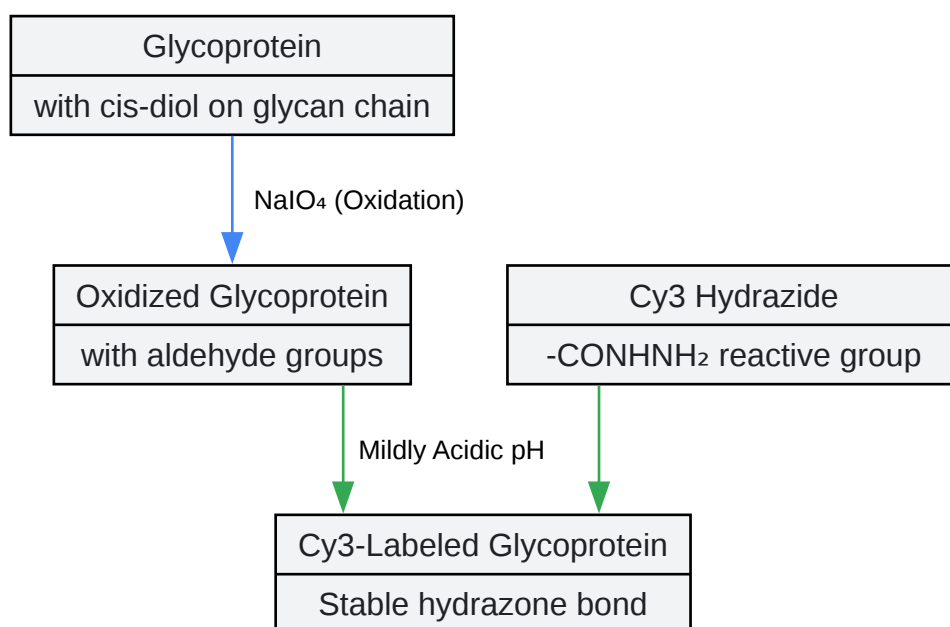 Glycoprotein
with cis-diol on glycan chain
NaIO₄ (Oxidation)
Oxidized Glycoprotein
with aldehyde groups
Cy3 Hydrazide
-CONHNH₂ reactive group
Mildly Acidic pH
Cy3-Labeled Glycoprotein
Stable hydrazone bond